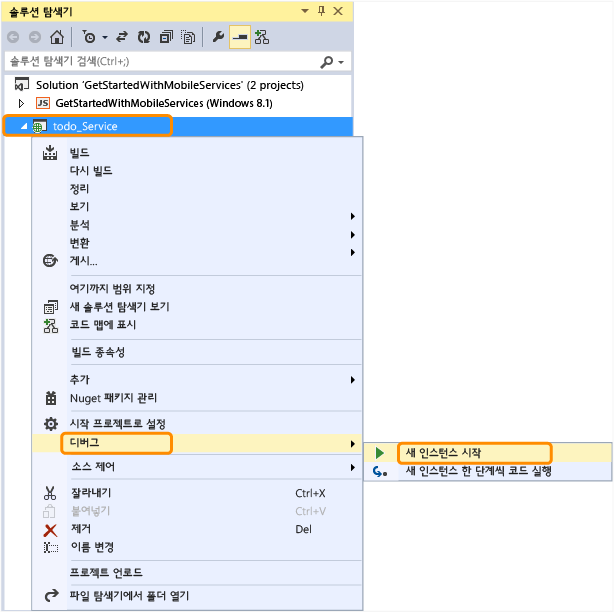 솔루션 탐색기
솔루션 탐색기 검색(Ctrl+;)
Solution 'GetStartedWithMobileServices' (2 projects)
JS GetStartedWithMobileServices (Windows 8.1)
todo_Service
빌드
다시 빌드
정리
보기
분석
변환
게시...
여기까지 범위 지정
새 솔루션 탐색기 보기
코드 맵에 표시
빌드 종속성
추가
Nuget 패키지 관리
시작 프로젝트로 설정
디버그
새 인스턴스 시작
소스 제어
새 인스턴스 한 단계씩 코드 실행
잘라내기 Ctrl+X
붙여넣기 Ctrl+V
제거 Del
이름 변경
프로젝트 언로드
파일 탐색기에서 폴더 열기